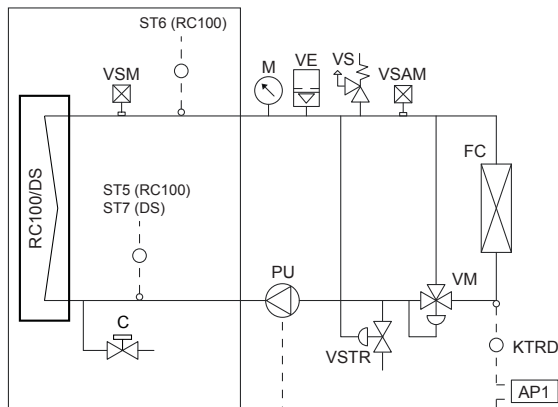 ST6 (RC100)
VSM
M
VE
VS
VSAM
FC
RC100/DS
ST5 (RC100)
ST7 (DS)
PU
VM
C
VSTR
KTRD
AP1